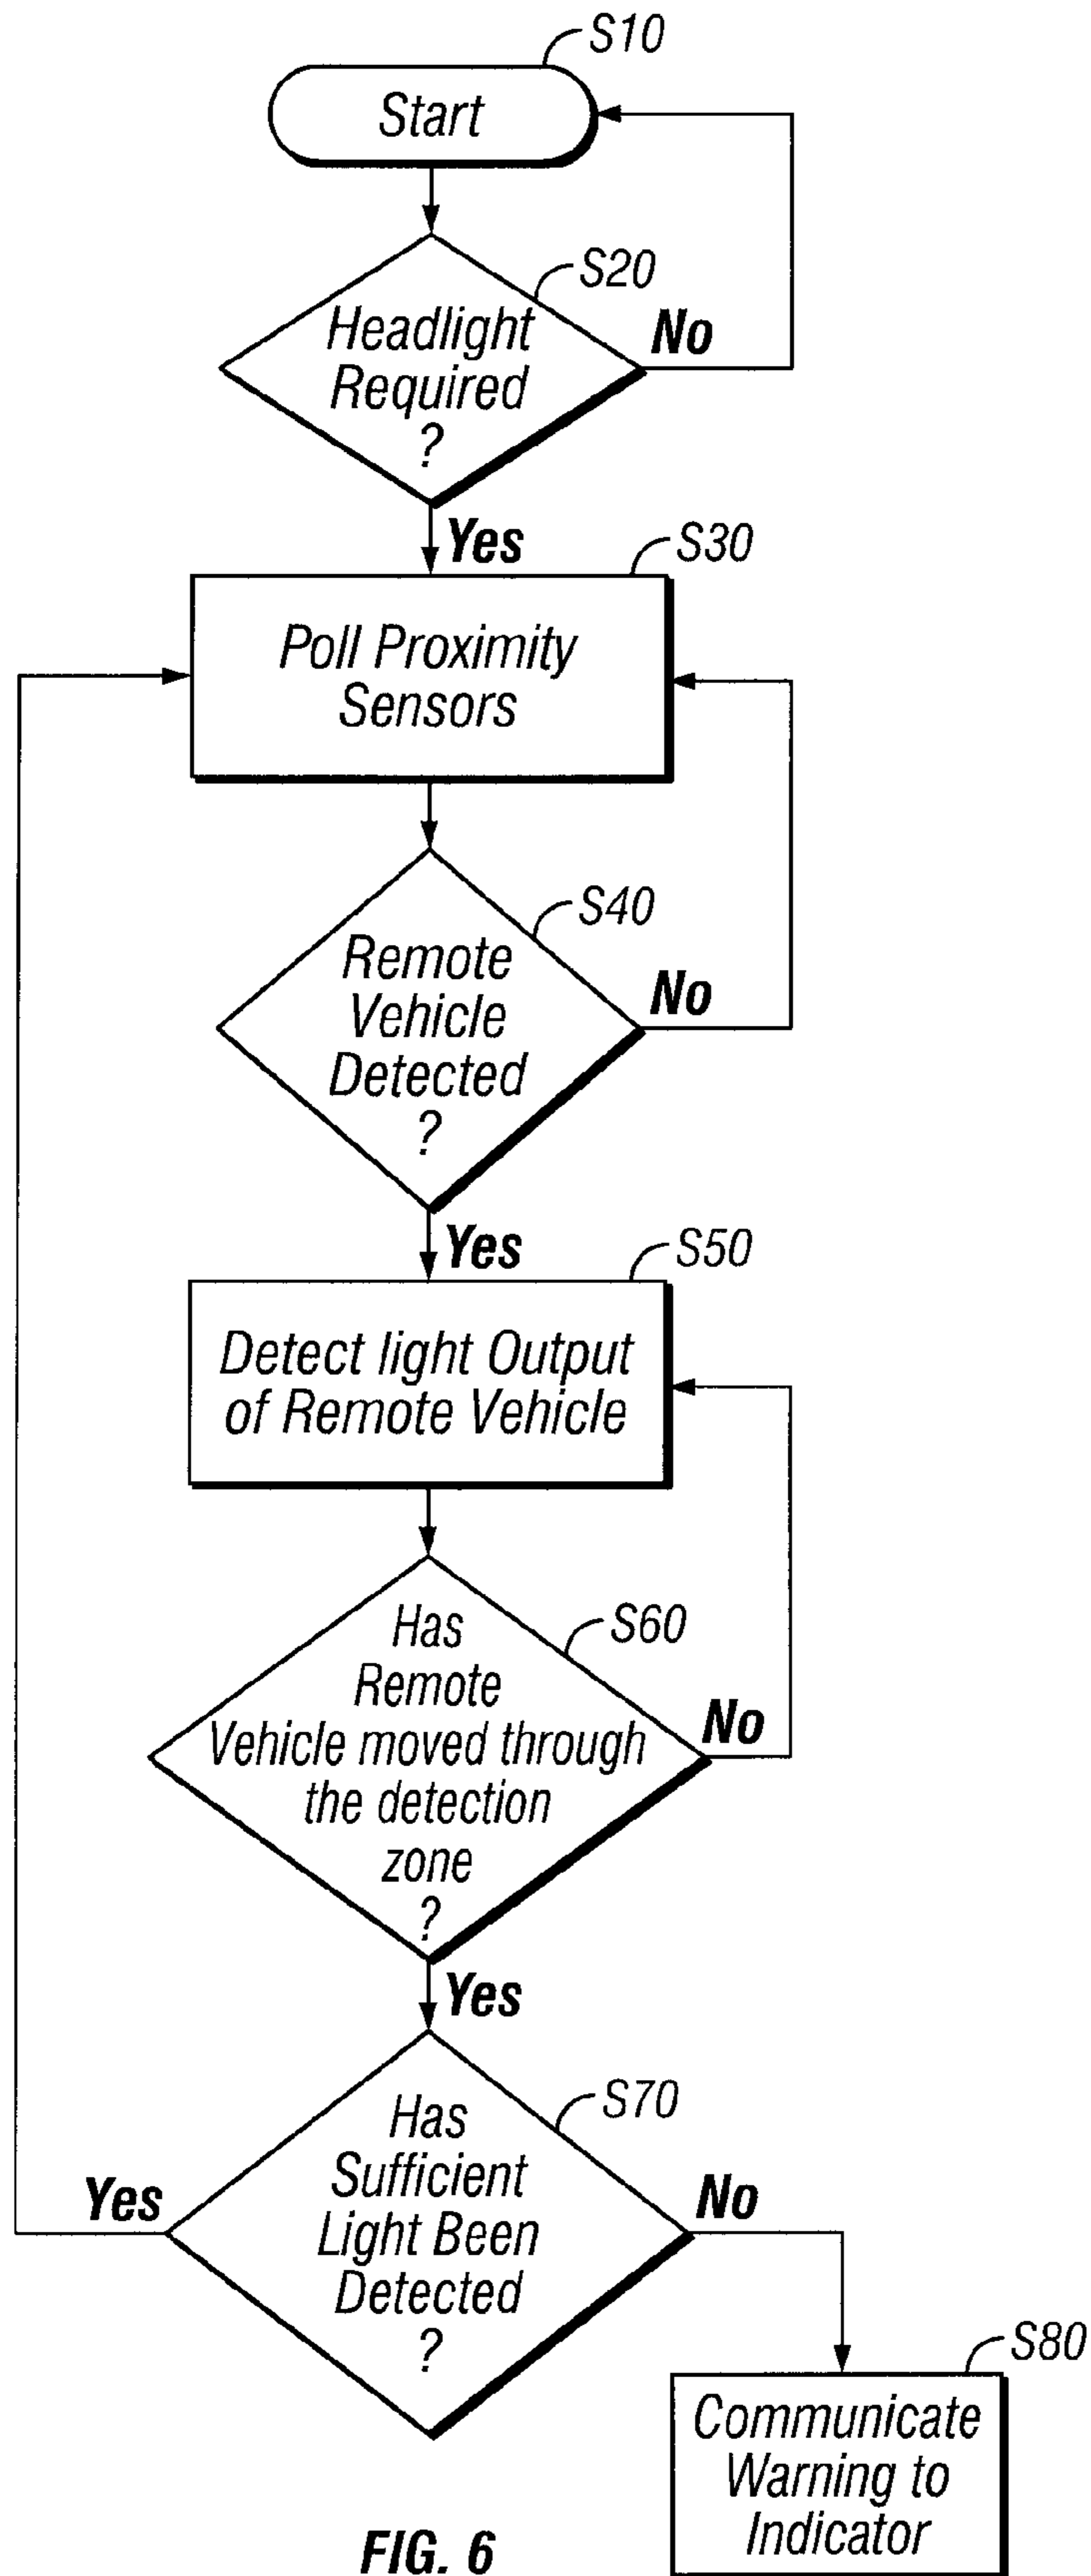 S10
Start
S20
Headlight
Required
?
No
Yes
S30
Poll Proximity
Sensors
S40
Remote
Vehicle
Detected
?
No
Yes
S50
Detect light Output
of Remote Vehicle
S60
Has
Remote
Vehicle moved through
the detection
zone
?
No
Yes
S70
Has
Sufficient
Light Been
Detected
?
Yes
No
S80
Communicate
Warning to
Indicator
FIG. 6